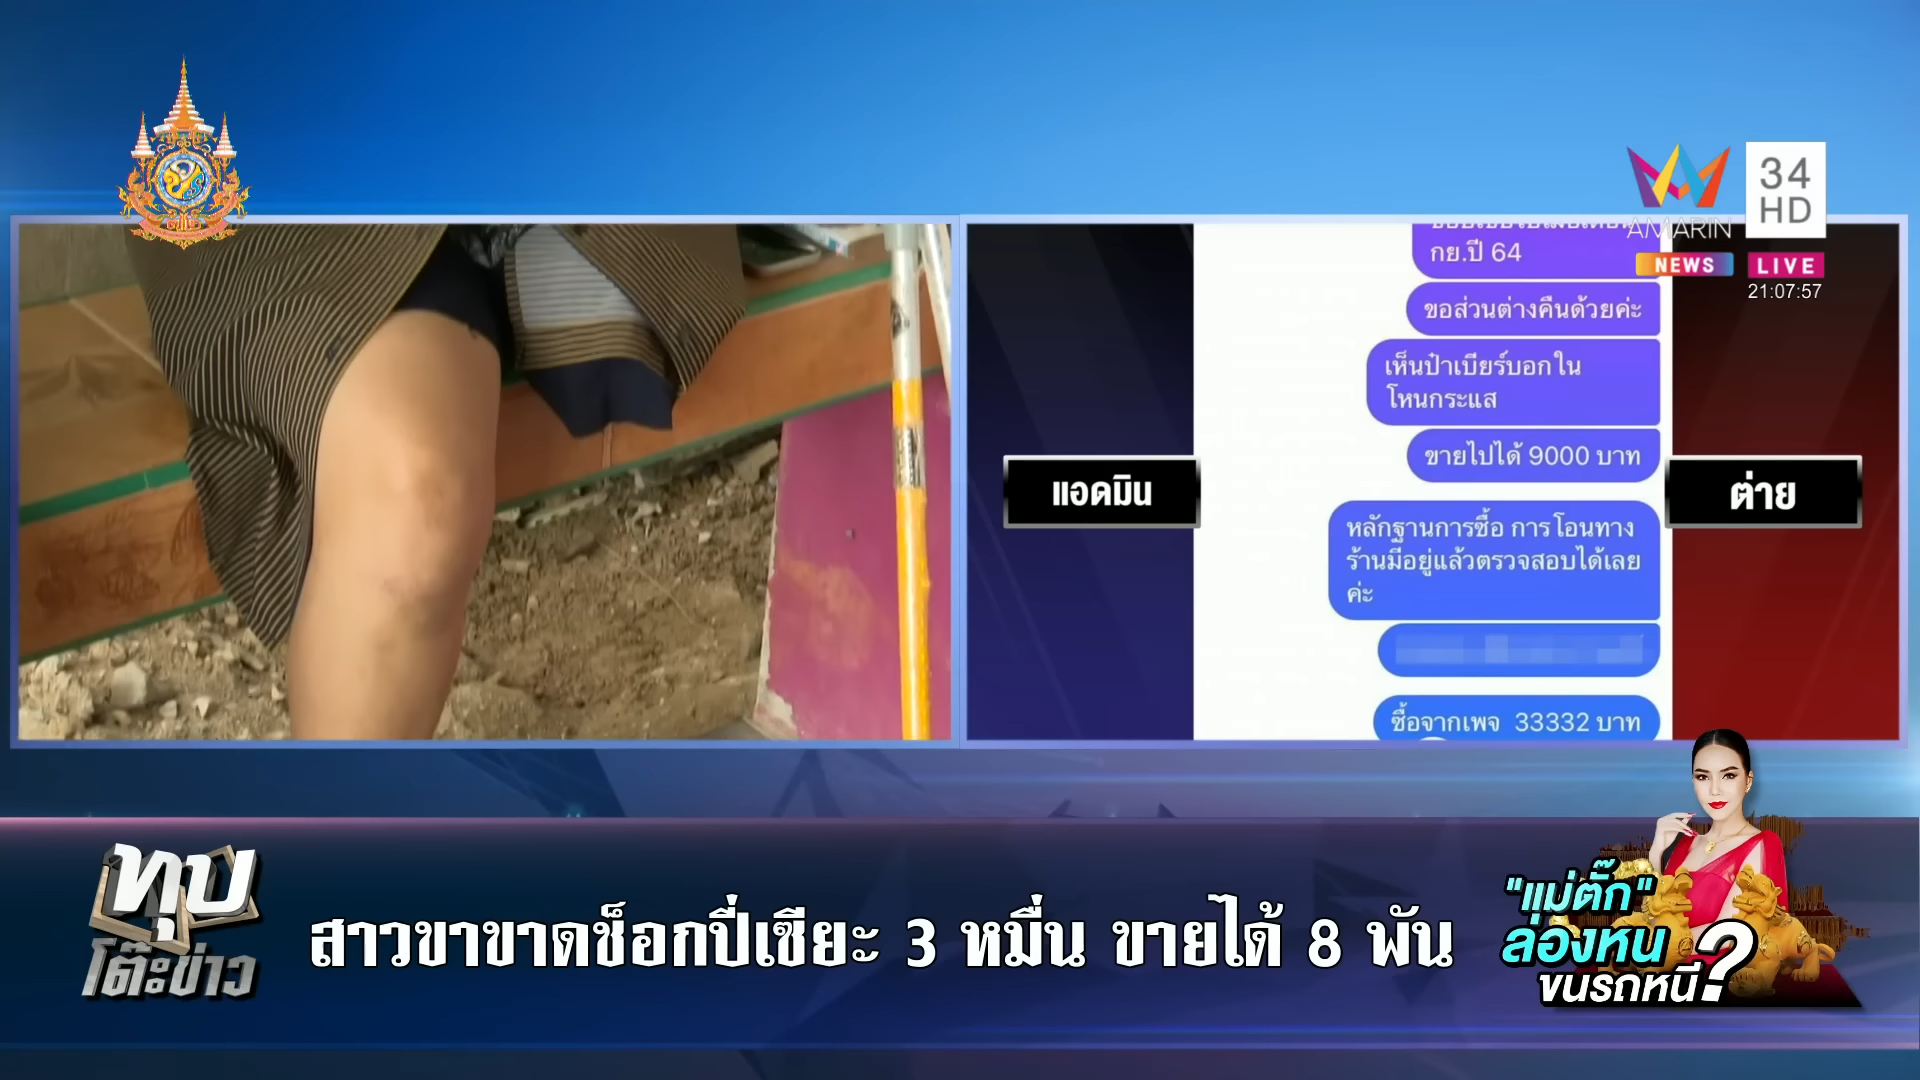 AMARIN
34
HD
NEWS
LIVE
21:07:57
กย.ปี 64
ขอส่วนต่างคืนด้วยค่ะ
เห็นป๋าเบียร์บอกใน
โหนกระแส
ขายไปได้ 9000 บาท
หลักฐานการซื้อ การโอนทาง
ร้านมีอยู่แล้วตรวจสอบได้เลย
ค่ะ
ซื้อจากเพจ 33332 บาท
แอดมิน
ต่าย
ทุบ
โต๊ะข่าว
สาวขาขาดช็อกปี่เซียะ 3 หมื่น ขายได้ 8 พัน
"แม่ตั๊ก"
ล่องหน
ขนรถหนี?